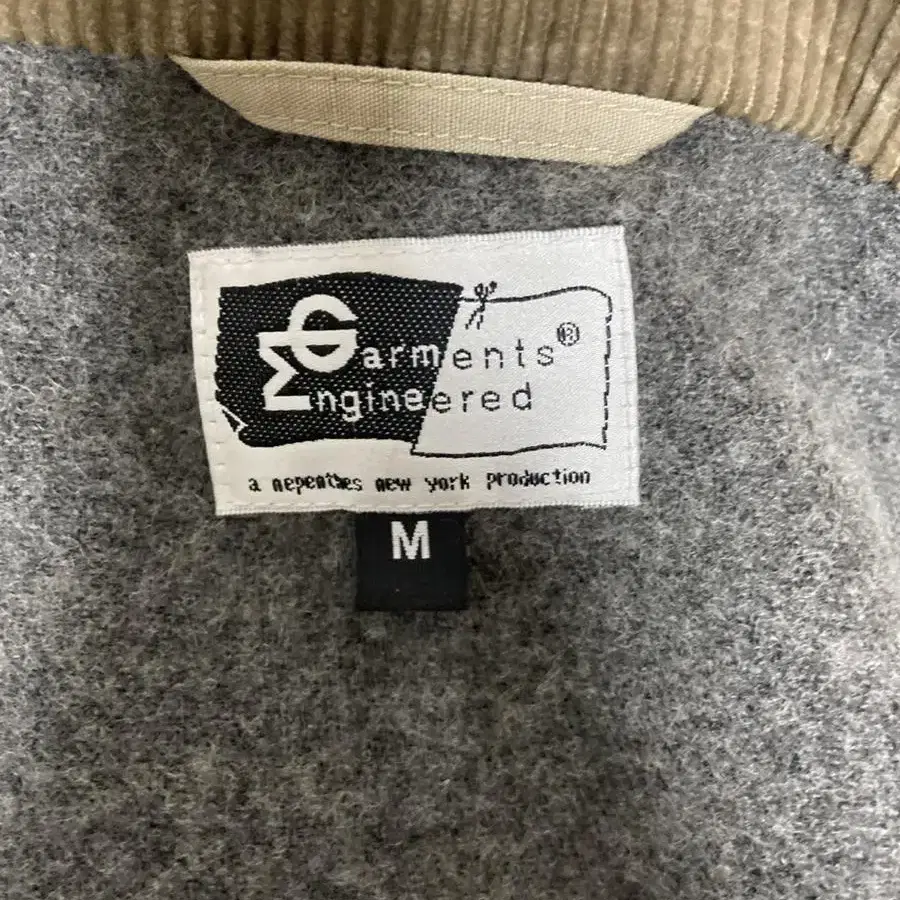 Garments®
Engineered
a nepenthes new york production
M